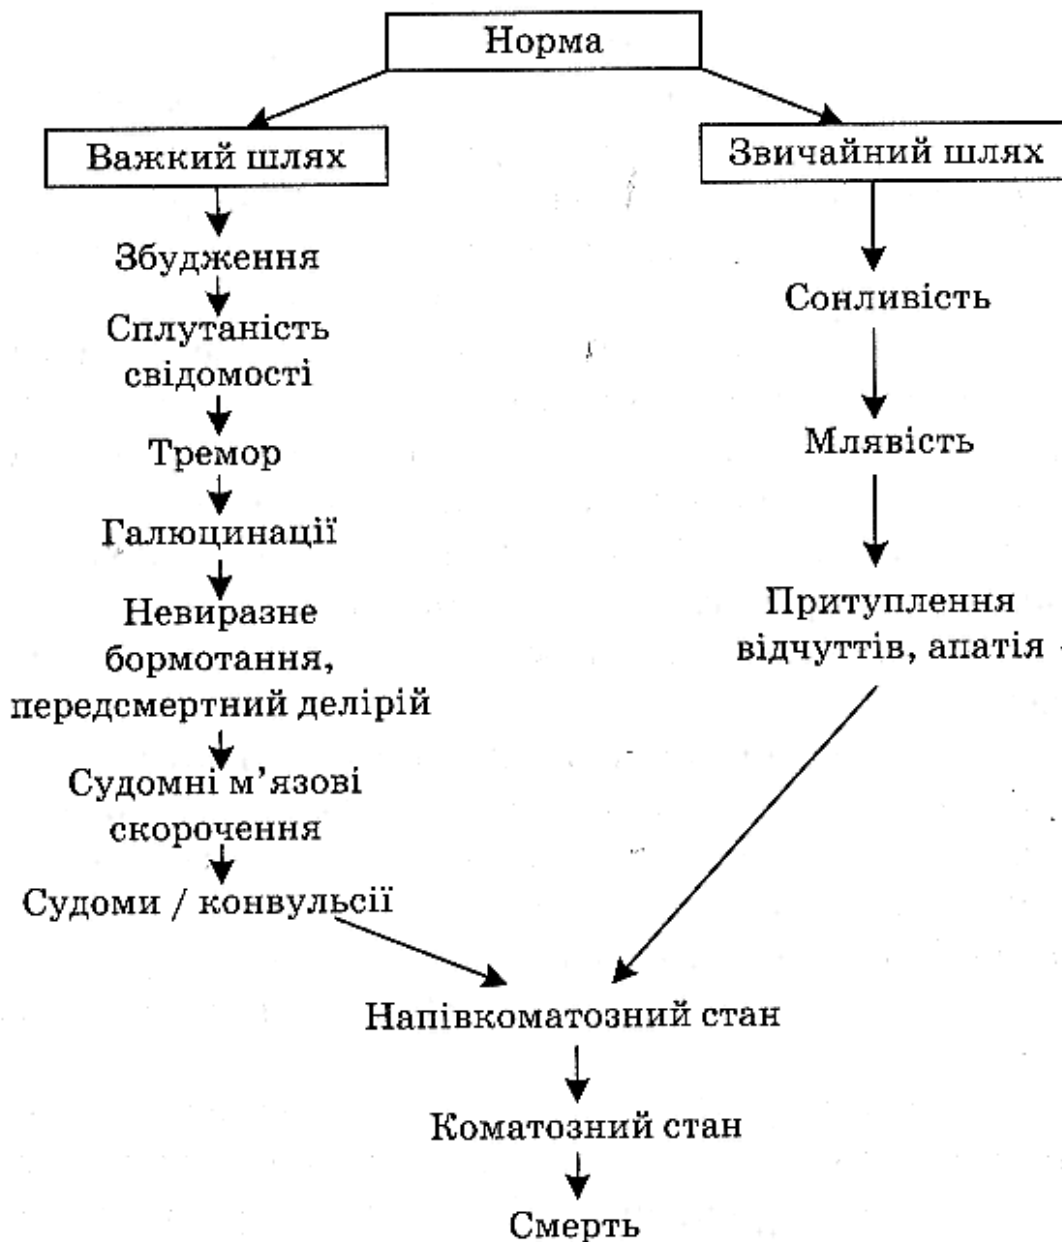 Норма
Важкий шлях
Збудження
Сплутаність
свідомості
Тремор
Галюцинації
Невиразне
бормотання,
передсмертний делірій
Судомні м’язові
скорочення
Судоми / конвульсії
Звичайний шлях
Сонливість
Млявість
Притуплення
відчуттів, апатія
Напівкоматозний стан
Коматозний стан
Смерть